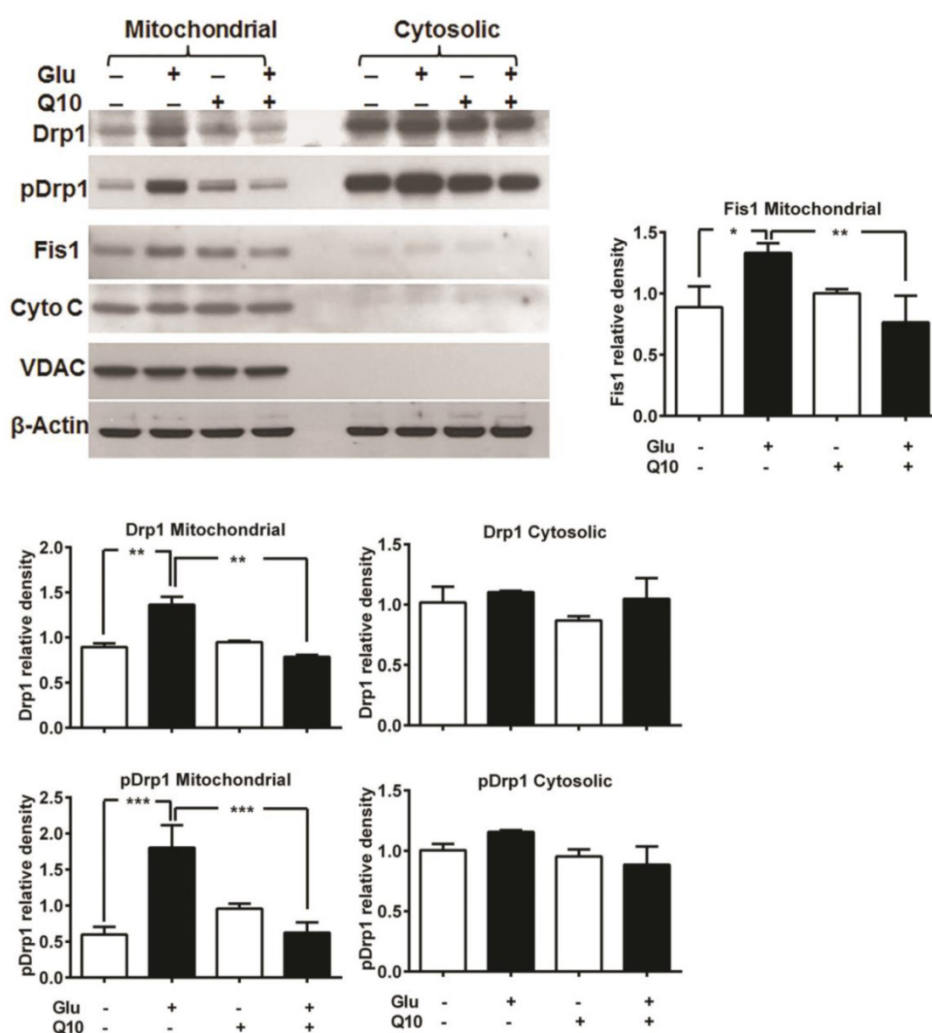 Mitochondrial Cytosolic
Glu – + – + – + – +
Q10 – – + + – – + +
Drp1
pDrp1
Fis1
Cyto C
VDAC
β-Actin
Fis1 Mitochondrial
Fis1 relative density
1.5
1.0
0.5
0.0
* **
Glu - + - +
Q10 - - + +
Drp1 Mitochondrial
Drp1 relative density
2.0
1.5
1.0
0.5
0.0
** **
Drp1 Cytosolic
Drp1 relative density
1.5
1.0
0.5
0.0
pDrp1 Mitochondrial
pDrp1 relative density
2.5
2.0
1.5
1.0
0.5
0.0
*** ***
Glu - + - +
Q10 - - + +
pDrp1 Cytosolic
pDrp1 relative density
1.5
1.0
0.5
0.0
Glu - + - +
Q10 - - + +